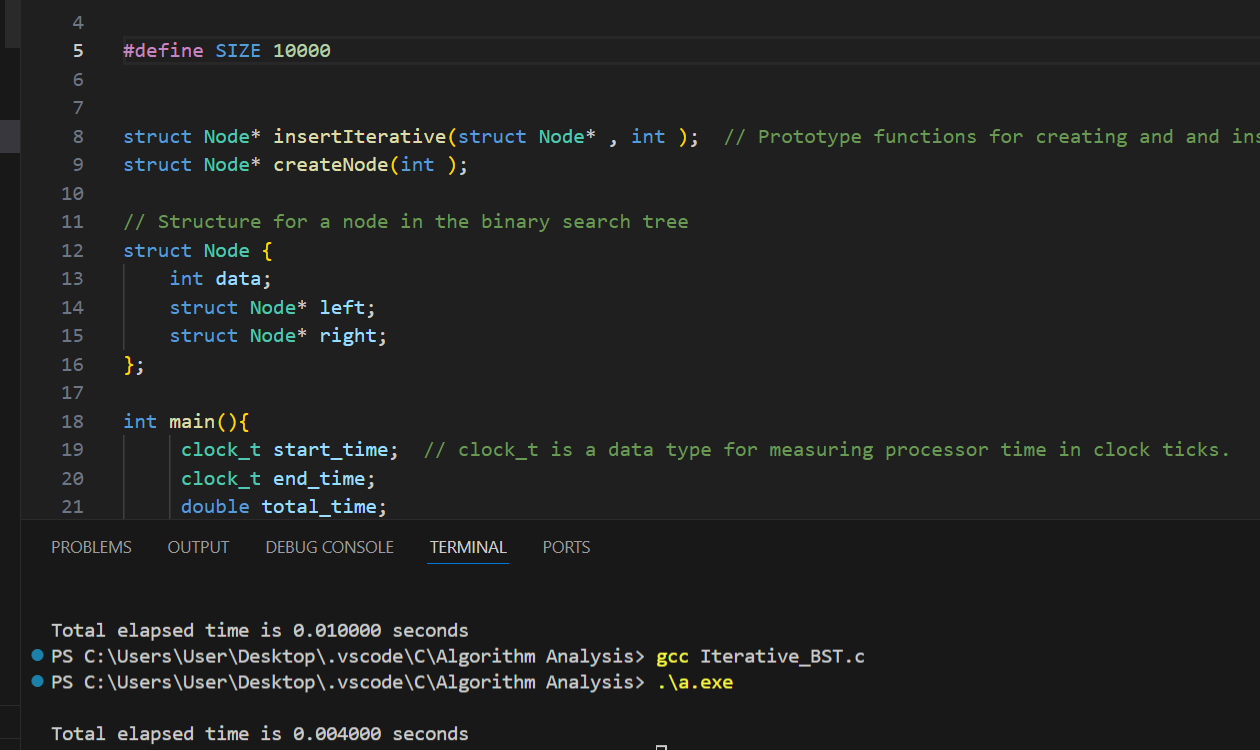 4
5 #define SIZE 10000
6
7
8 struct Node* insertIterative(struct Node* , int );  // Prototype functions for creating and and ins
9 struct Node* createNode(int );
10
11 // Structure for a node in the binary search tree
12 struct Node {
13     int data;
14     struct Node* left;
15     struct Node* right;
16 };
17
18 int main(){
19      clock_t start_time;  // clock_t is a data type for measuring processor time in clock ticks.
20      clock_t end_time;
21      double total_time;
PROBLEMS OUTPUT DEBUG CONSOLE TERMINAL PORTS
Total elapsed time is 0.010000 seconds
PS C:\Users\User\Desktop\.vscode\C\Algorithm Analysis> gcc Iterative_BST.c
PS C:\Users\User\Desktop\.vscode\C\Algorithm Analysis> .\a.exe
Total elapsed time is 0.004000 seconds